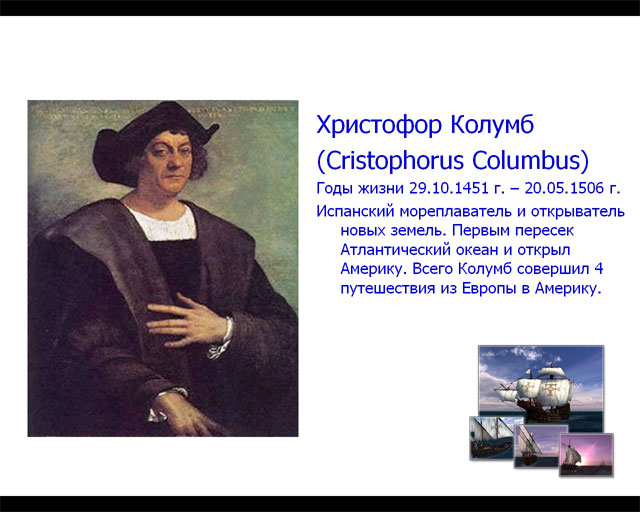 Христофор Колумб
(Cristophorus Columbus)
Годы жизни 29.10.1451 г. – 20.05.1506 г.
Испанский мореплаватель и открыватель
новых земель. Первым пересек
Атлантический океан и открыл
Америку. Всего Колумб совершил 4
путешествия из Европы в Америку.